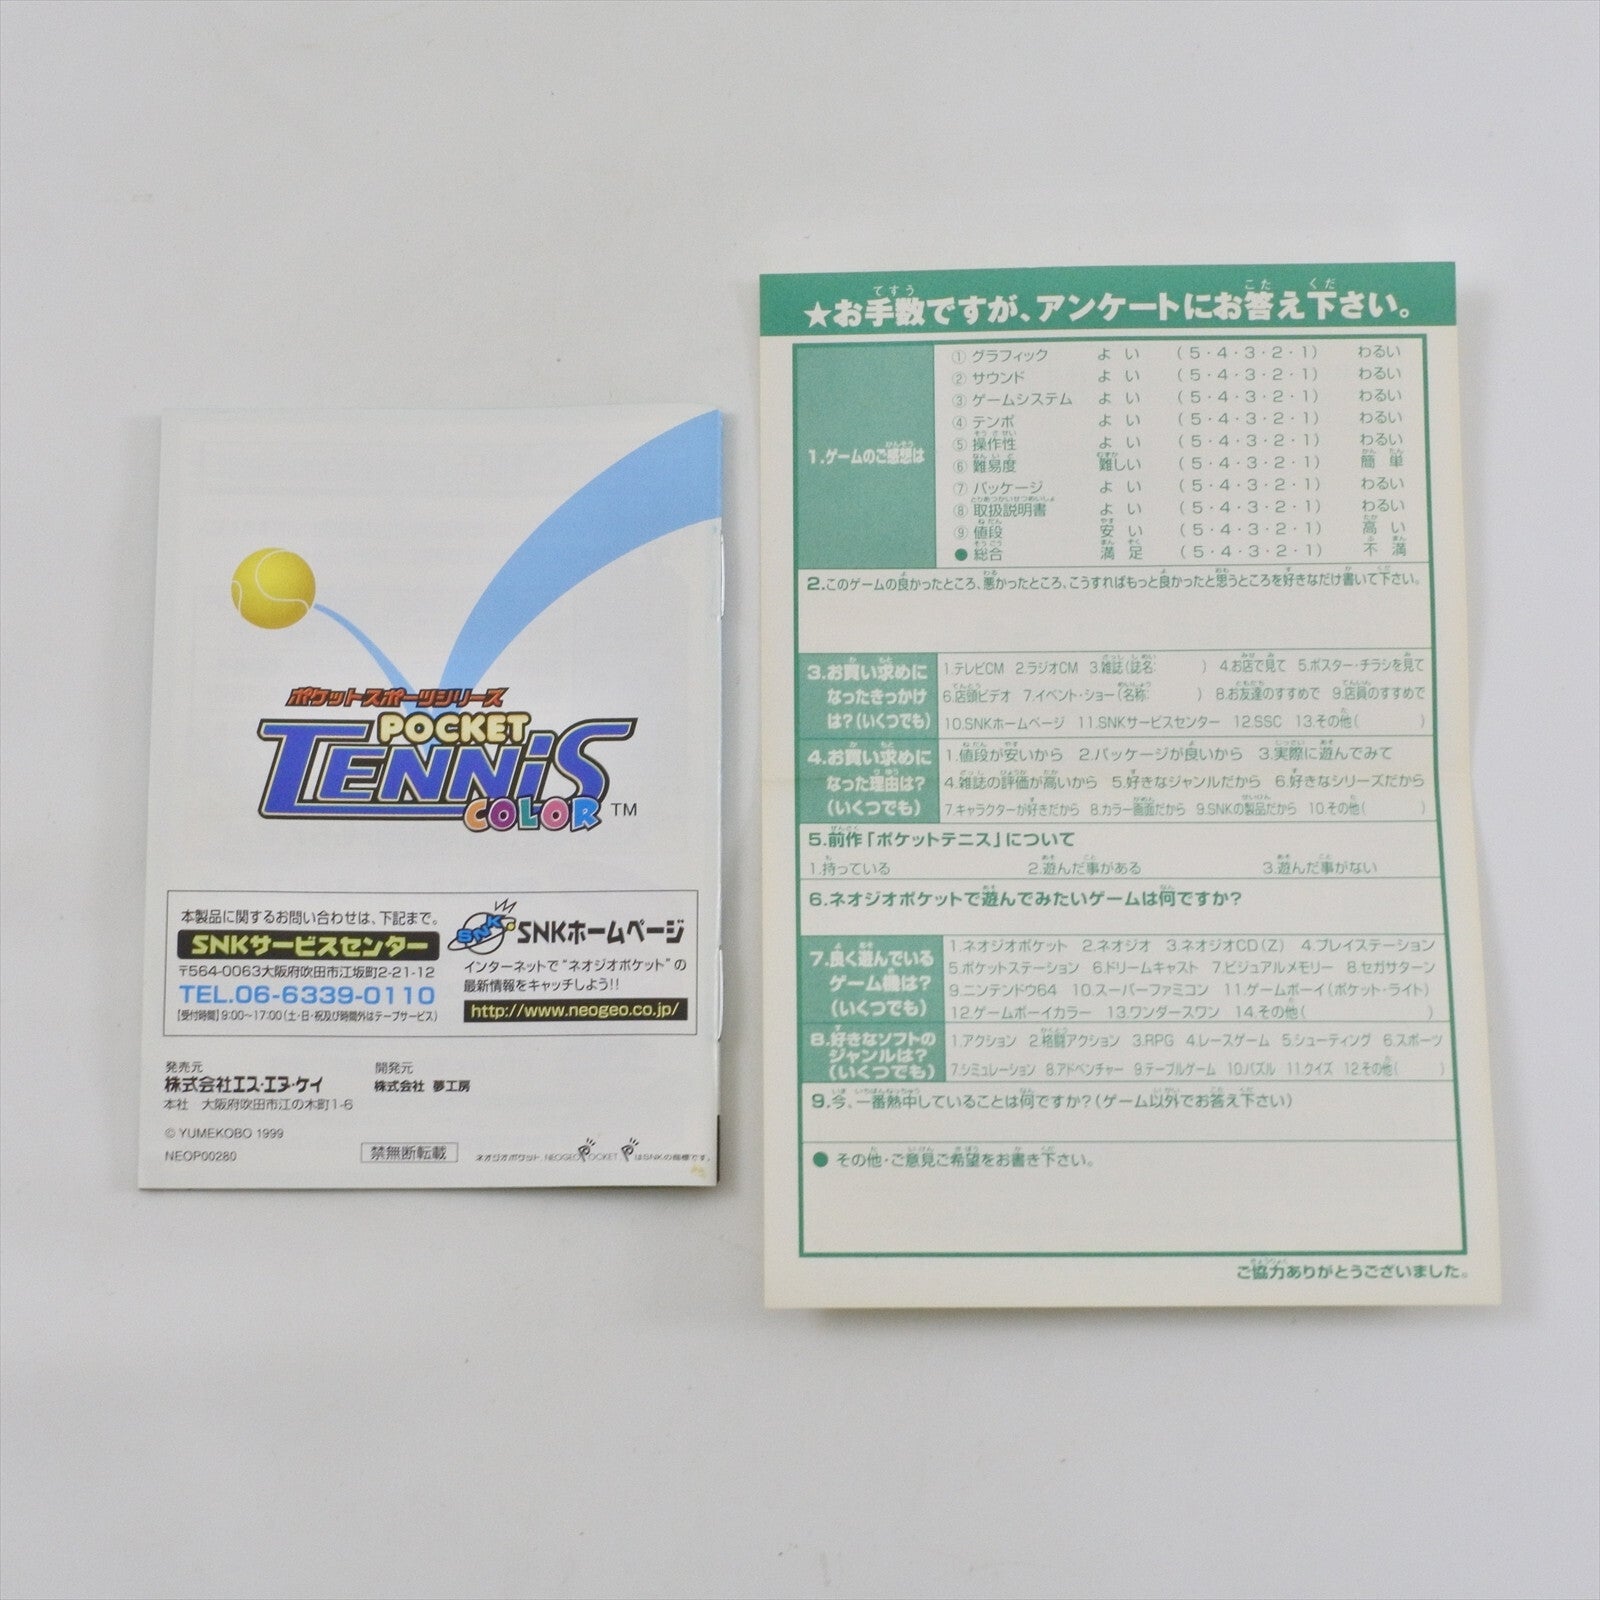 ポケットスポーツシリーズ
POCKET
TENNiS
COLOR TM
本製品に関するお問い合わせは、下記まで。
SNKサービスセンター
〒564-0063大阪府吹田市江坂町2-21-12
TEL.06-6339-0110
【受付時間】9:00〜17:00(土・日・祝及び時間外はテープサービス)
SNK SNKホームページ
インターネットで“ネオジオポケット”の
最新情報をキャッチしよう!!
http://www.neogeo.co.jp/
発売元
株式会社エス・エヌ・ケイ
本社 大阪府吹田市江の木町1-6
開発元
株式会社 夢工房
© YUMEKOBO 1999
NEOP00280
禁無断転載
ネオジオポケット、NEOGEO POCKET、PはSNKの商標です。
★お手数ですが、アンケートにお答え下さい。
1.ゲームのご感想は
① グラフィック よい (5・4・3・2・1) わるい
② サウンド よい (5・4・3・2・1) わるい
③ ゲームシステム よい (5・4・3・2・1) わるい
④ テンポ よい (5・4・3・2・1) わるい
⑤ 操作性 よい (5・4・3・2・1) わるい
⑥ 難易度 難しい (5・4・3・2・1) 簡単
⑦ パッケージ よい (5・4・3・2・1) わるい
⑧ 取扱説明書 よい (5・4・3・2・1) わるい
⑨ 値段 安い (5・4・3・2・1) 高い
● 総合 満足 (5・4・3・2・1) 不満
2.このゲームの良かったところ、悪かったところ、こうすればもっと良かったと思うところを好きなだけ書いて下さい。
3.お買い求めに
なったきっかけ
は?(いくつでも)
1.テレビCM 2.ラジオCM 3.雑誌(誌名: ) 4.お店で見て 5.ポスター・チラシを見て
6.店頭ビデオ 7.イベント・ショー(名称: ) 8.お友達のすすめで 9.店員のすすめで
10.SNKホームページ 11.SNKサービスセンター 12.SSC 13.その他( )
4.お買い求めに
なった理由は?
(いくつでも)
1.値段が安いから 2.パッケージが良いから 3.実際に遊んでみて
4.雑誌の評価が高いから 5.好きなジャンルだから 6.好きなシリーズだから
7.キャラクターが好きだから 8.カラー画面だから 9.SNKの製品だから 10.その他( )
5.前作「ポケットテニス」について
1.持っている 2.遊んだ事がある 3.遊んだ事がない
6.ネオジオポケットで遊んでみたいゲームは何ですか?
7.良く遊んでいる
ゲーム機は?
(いくつでも)
1.ネオジオポケット 2.ネオジオ 3.ネオジオCD(Z) 4.プレイステーション
5.ポケットステーション 6.ドリームキャスト 7.ビジュアルメモリー 8.セガサターン
9.ニンテンドウ64 10.スーパーファミコン 11.ゲームボーイ(ポケット・ライト)
12.ゲームボーイカラー 13.ワンダースワン 14.その他( )
8.好きなソフトの
ジャンルは?
(いくつでも)
1.アクション 2.格闘アクション 3.RPG 4.レースゲーム 5.シューティング 6.スポーツ
7.シミュレーション 8.アドベンチャー 9.テーブルゲーム 10.パズル 11.クイズ 12.その他( )
9.今、一番熱中していることは何ですか?(ゲーム以外でお答え下さい)
● その他・ご意見ご希望をお書き下さい。
ご協力ありがとうございました。